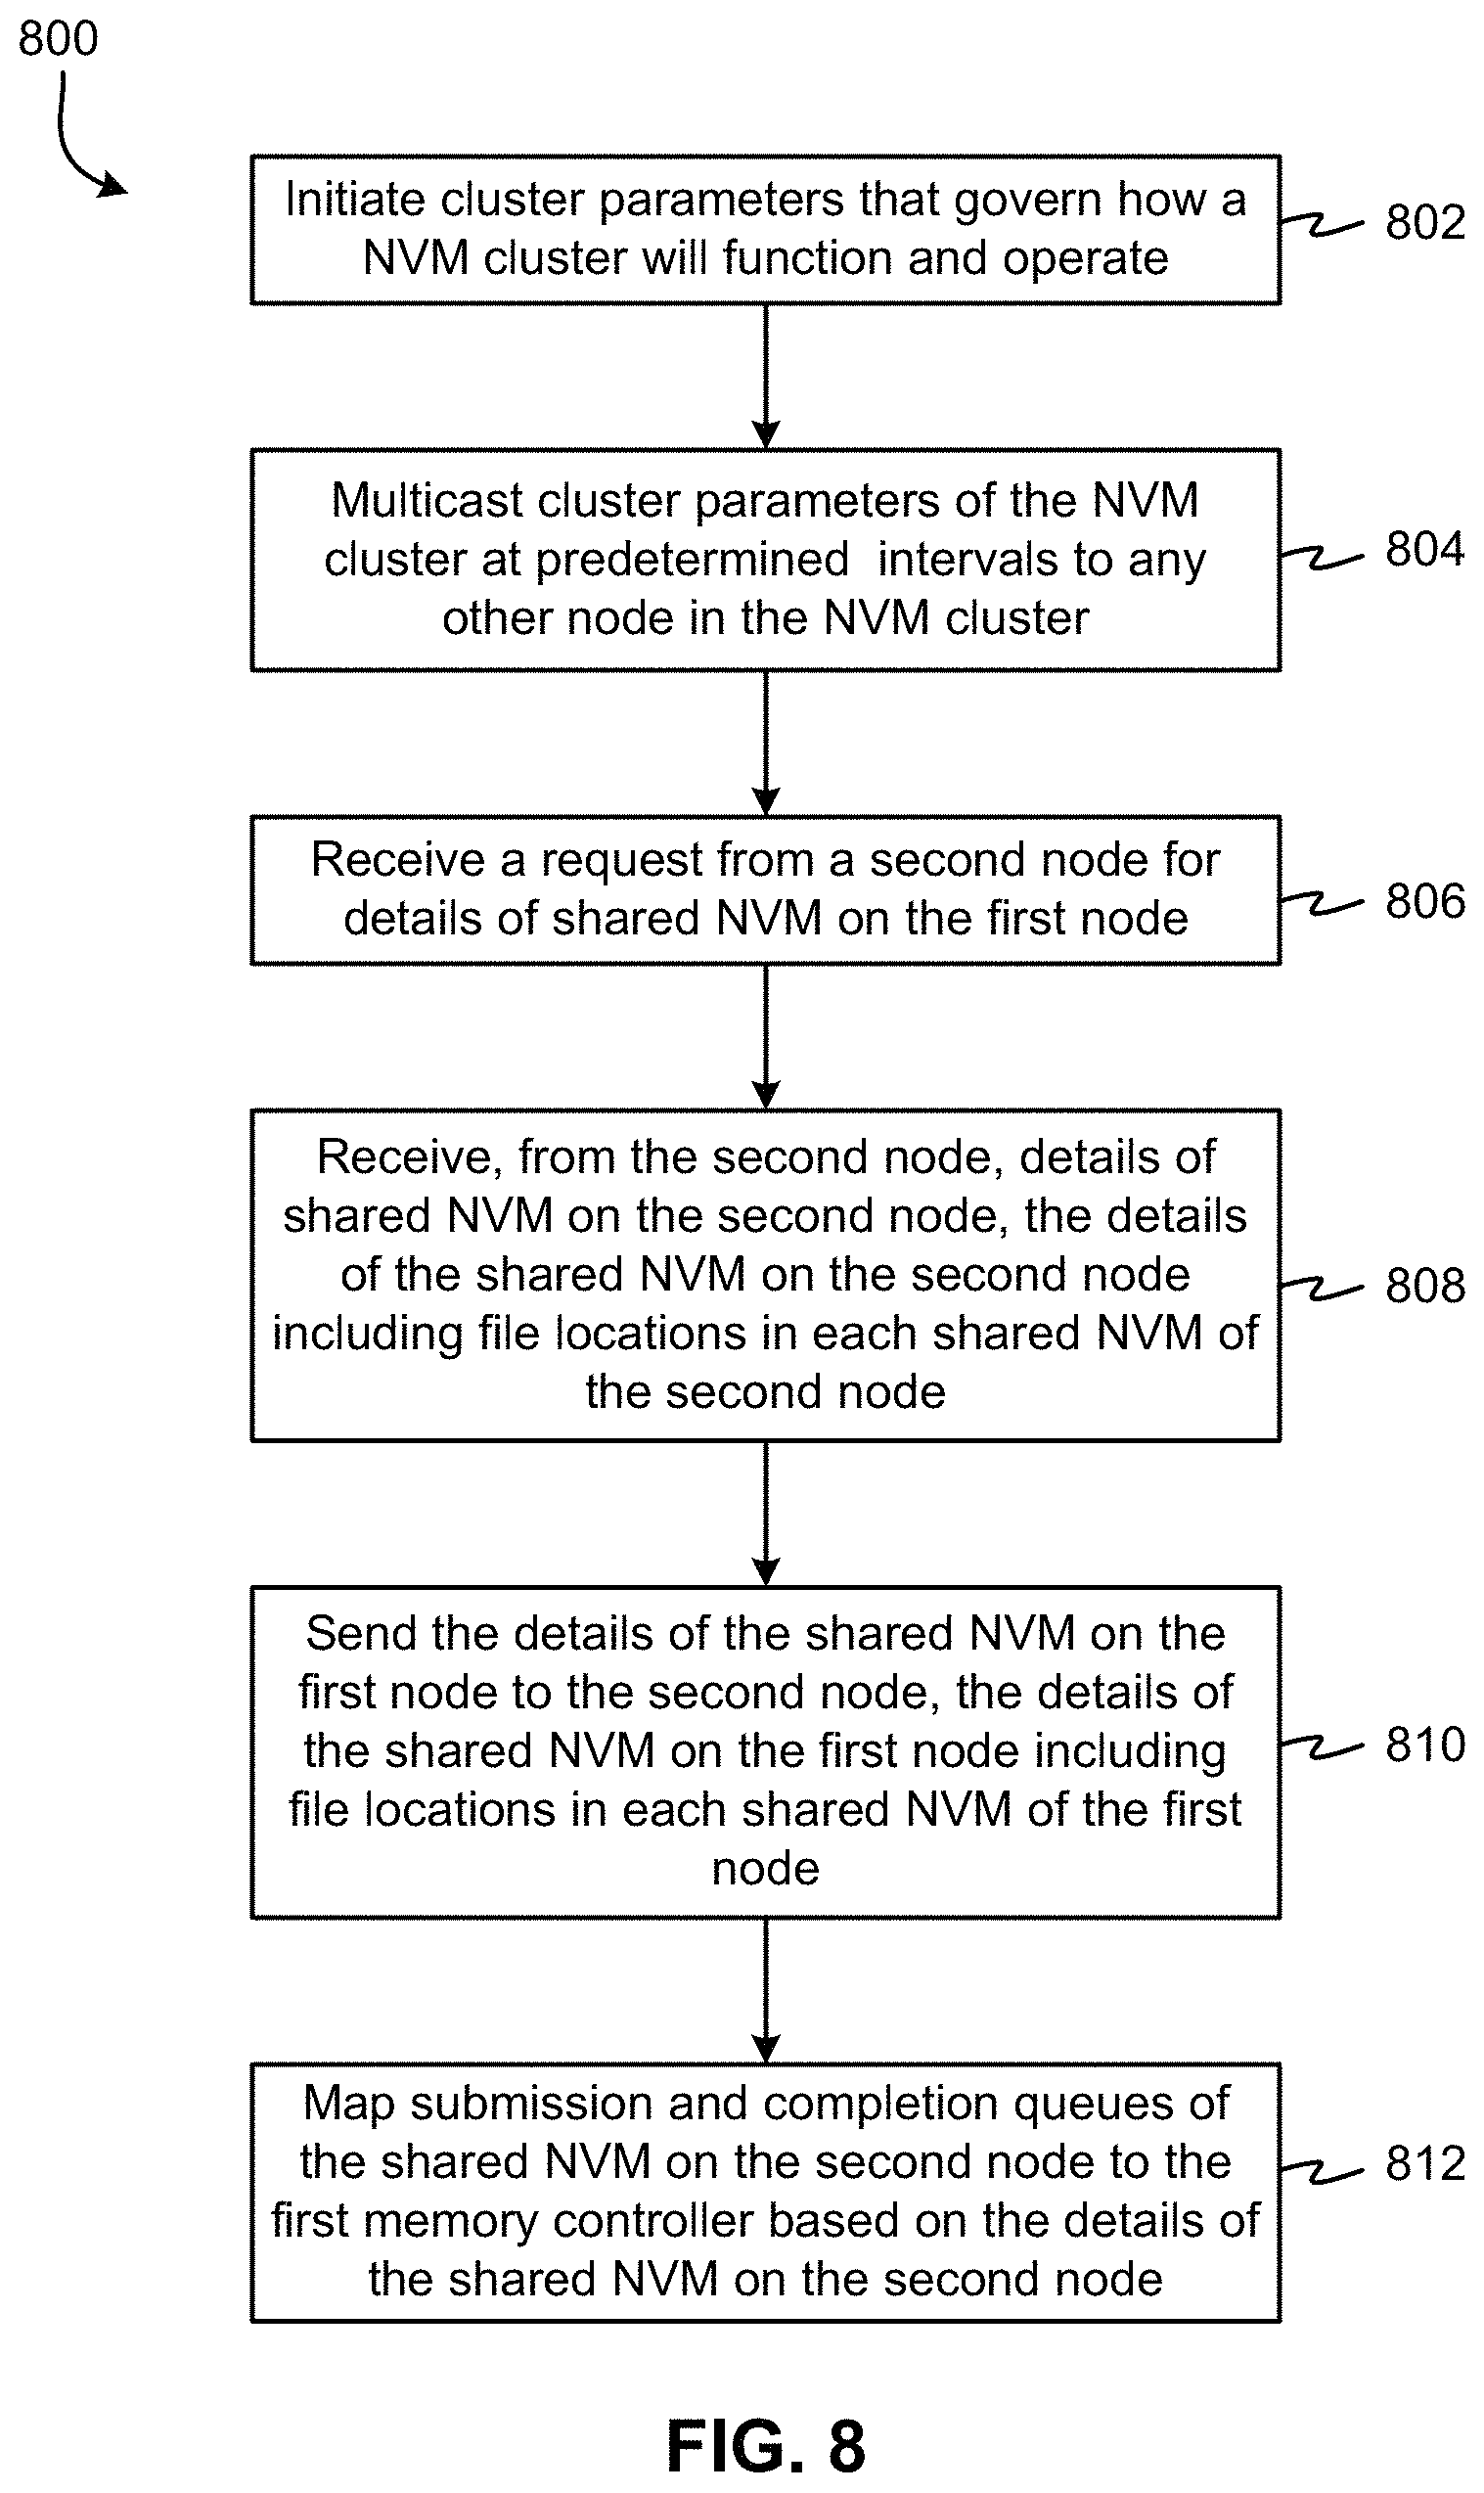 800
Initiate cluster parameters that govern how a
NVM cluster will function and operate
802
Multicast cluster parameters of the NVM
cluster at predetermined  intervals to any
other node in the NVM cluster
804
Receive a request from a second node for
details of shared NVM on the first node
806
Receive, from the second node, details of
shared NVM on the second node, the details
of the shared NVM on the second node
including file locations in each shared NVM of
the second node
808
Send the details of the shared NVM on the
first node to the second node, the details of
the shared NVM on the first node including
file locations in each shared NVM of the first
node
810
Map submission and completion queues of
the shared NVM on the second node to the
first memory controller based on the details of
the shared NVM on the second node
812
FIG. 8